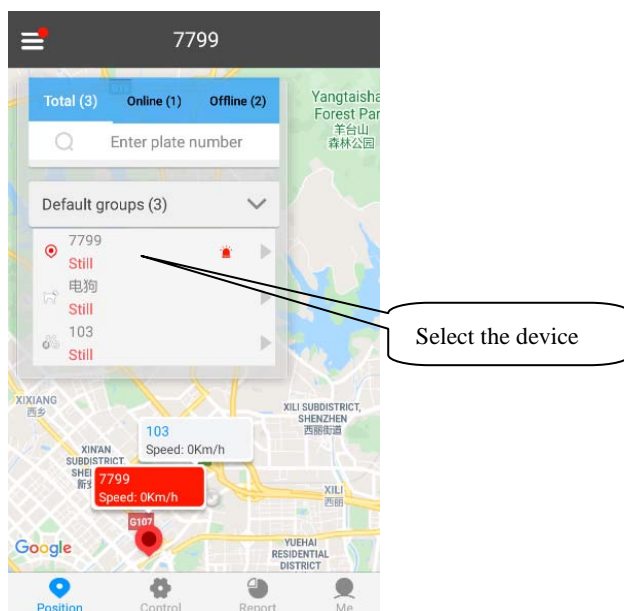 7799
Total (3) Online (1) Offline (2)
Enter plate number
Default groups (3)
7799
Still
电狗
Still
103
Still
Select the device
Yangtaisha
Forest Par
羊台山
森林公园
XIXIANG
西乡
XILI SUBDISTRICT,
SHENZHEN
西丽街道
103
Speed: 0Km/h
XIN'AN
SUBDISTRICT,
SHE
新安
7799
Speed: 0Km/h
G107
XILI
西丽
YUEHAI
RESIDENTIAL
DISTRICT
Google
Position Control Report Me